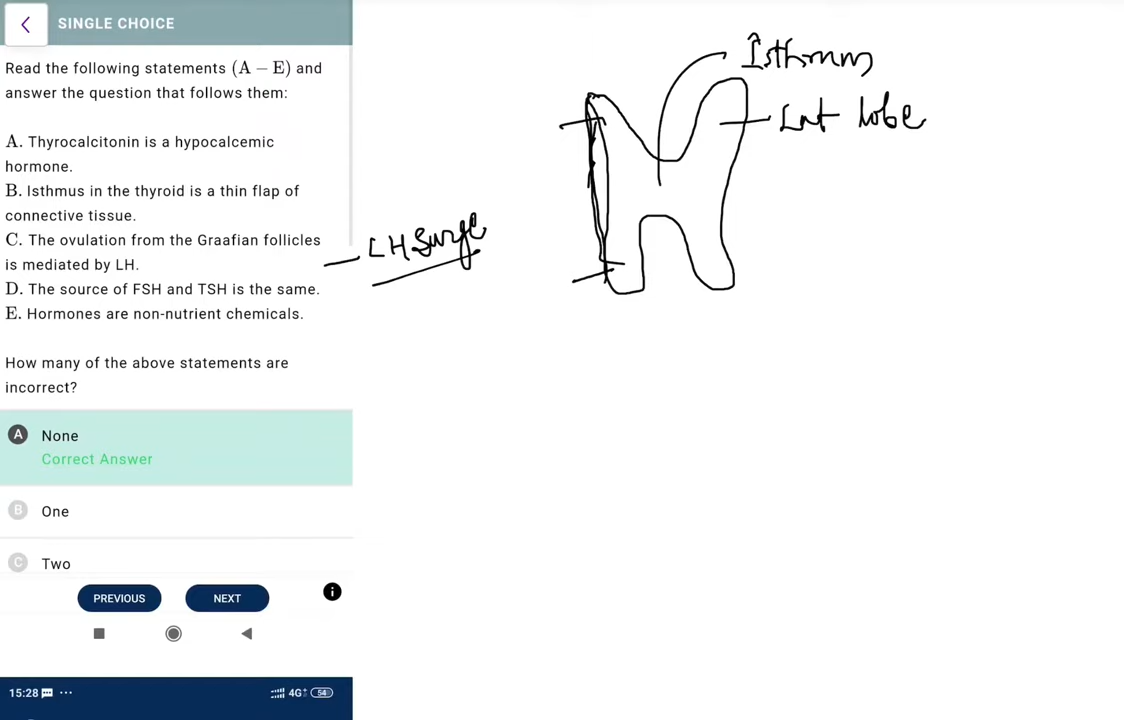 SINGLE CHOICE
Read the following statements (A – E) and
answer the question that follows them:
A. Thyrocalcitonin is a hypocalcemic
hormone.
B. Isthmus in the thyroid is a thin flap of
connective tissue.
C. The ovulation from the Graafian follicles
is mediated by LH.
D. The source of FSH and TSH is the same.
E. Hormones are non-nutrient chemicals.
How many of the above statements are
incorrect?
A None
Correct Answer
B One
C Two
PREVIOUS NEXT
15:28 4G+ 54
LH Surge
Isthmus
Lat lobe